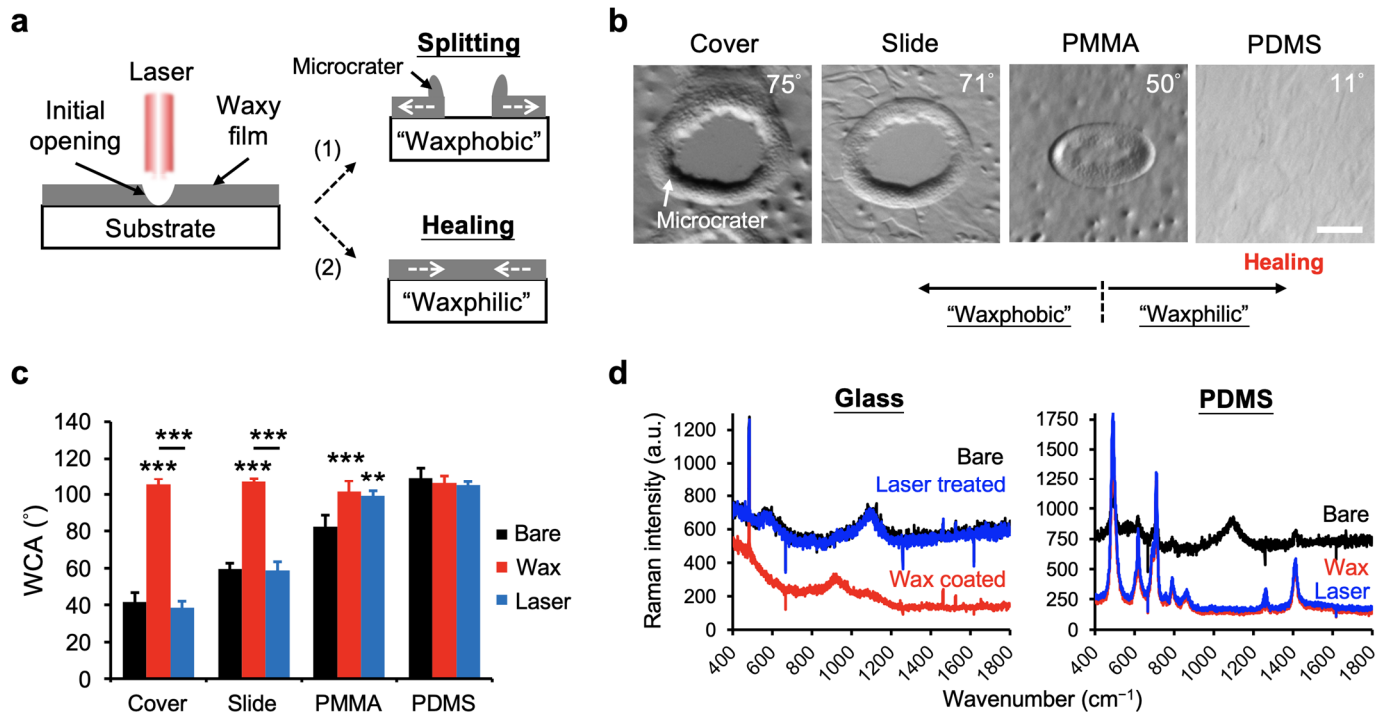 a
Laser
Initial
opening
Waxy
film
Substrate
(1)
(2)
Splitting
Microcrater
“Waxphobic”
Healing
“Waxphilic”
b
Cover
Slide
PMMA
PDMS
75°
71°
50°
11°
Microcrater
Healing
“Waxphobic”
“Waxphilic”
c
WCA (°)
140
120
100
80
60
40
20
0
***
***
***
***
***
**
Bare
Wax
Laser
Cover
Slide
PMMA
PDMS
d
Glass
Raman intensity (a.u.)
1200
1000
800
600
400
200
0
Bare
Laser treated
Wax coated
400
600
800
1000
1200
1400
1600
1800
PDMS
1750
1500
1250
1000
750
500
250
0
Bare
Wax
Laser
400
600
800
1000
1200
1400
1600
1800
Wavenumber (cm⁻¹)